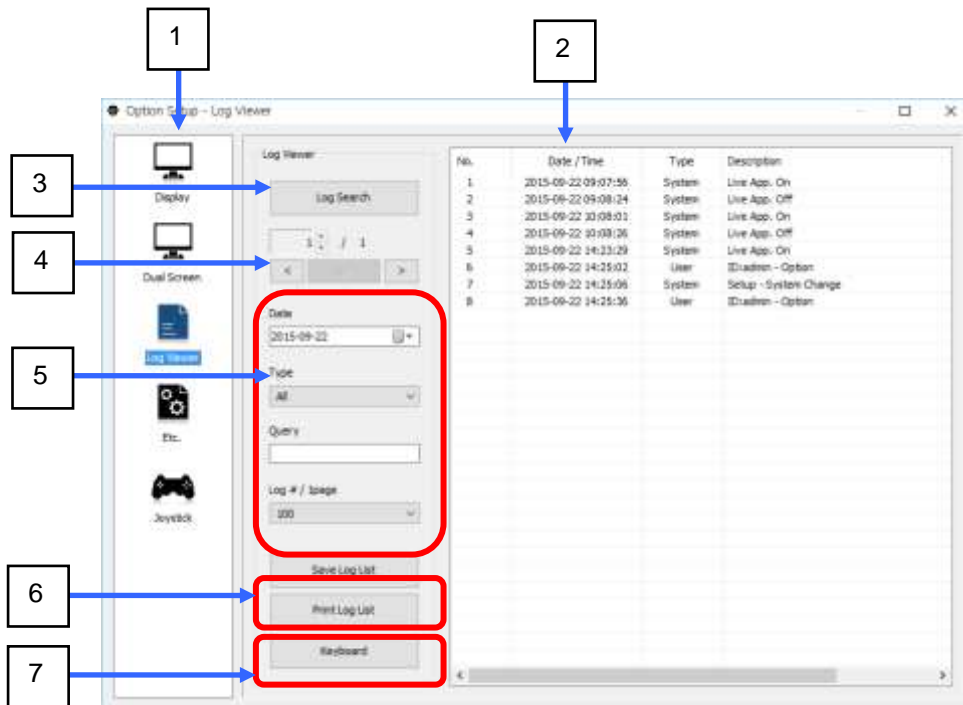 1
2
Option Setup - Log Viewer
3
4
5
6
7
Display
Dual Screen
Log Viewer
Etc.
Joystick
Log Viewer
Log Search
1 / 1
< >
Date
2015-09-22
Type
All
Query
Log # / 1page
100
Save Log List
Print Log List
Keyboard
No. Date / Time Type Description
1 2015-09-22 09:07:56 System Live App. On
2 2015-09-22 09:08:24 System Live App. Off
3 2015-09-22 10:08:01 System Live App. On
4 2015-09-22 10:08:26 System Live App. Off
5 2015-09-22 14:23:29 System Live App. On
6 2015-09-22 14:25:02 User ID:admin - Option
7 2015-09-22 14:25:06 System Setup - System Change
8 2015-09-22 14:25:36 User ID:admin - Option